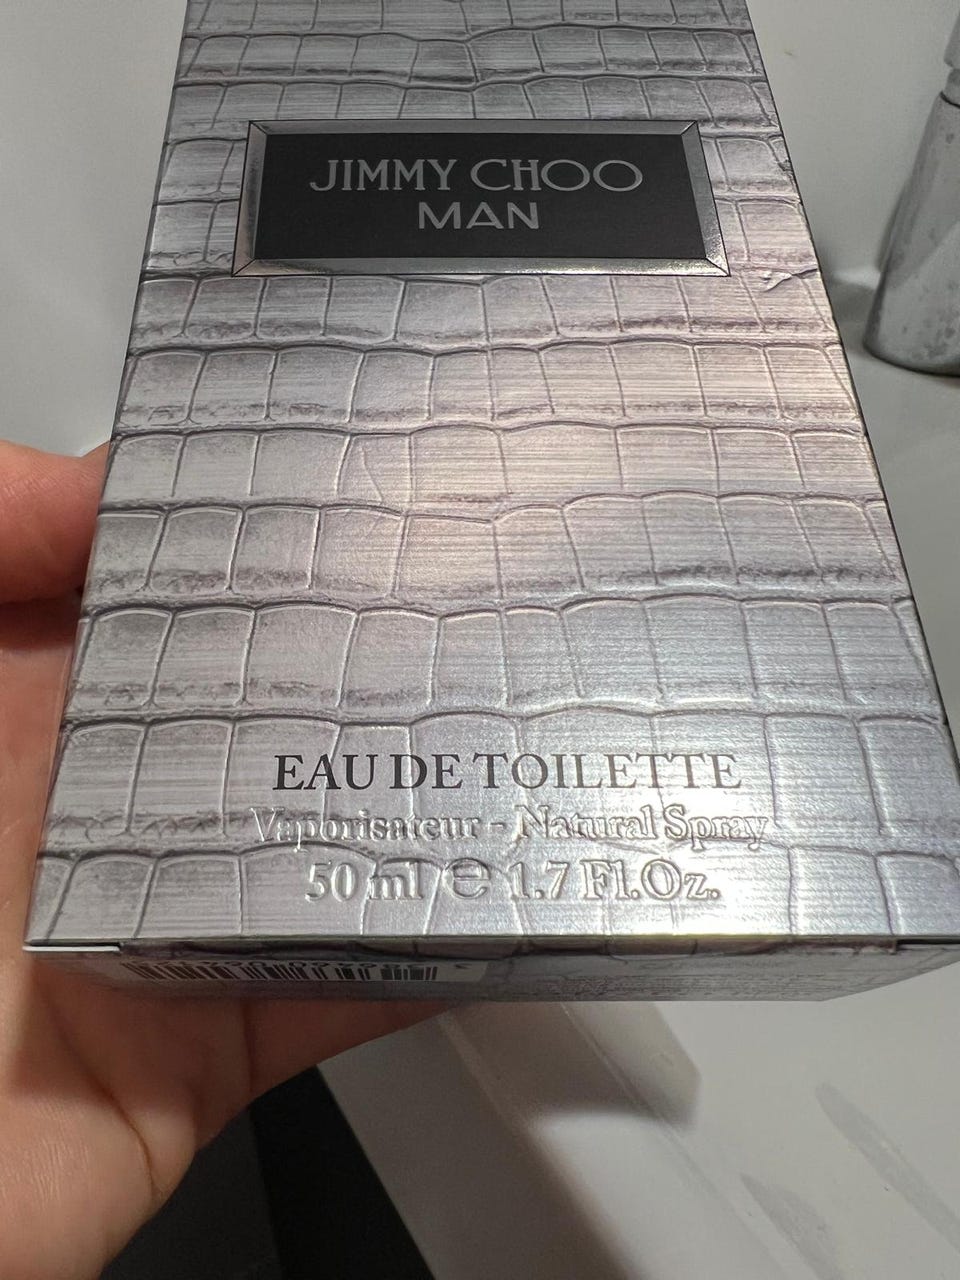 JIMMY CHOO
MAN
EAU DE TOILETTE
Vaporisateur - Natural Spray
50 ml ℮ 1.7 Fl.Oz.